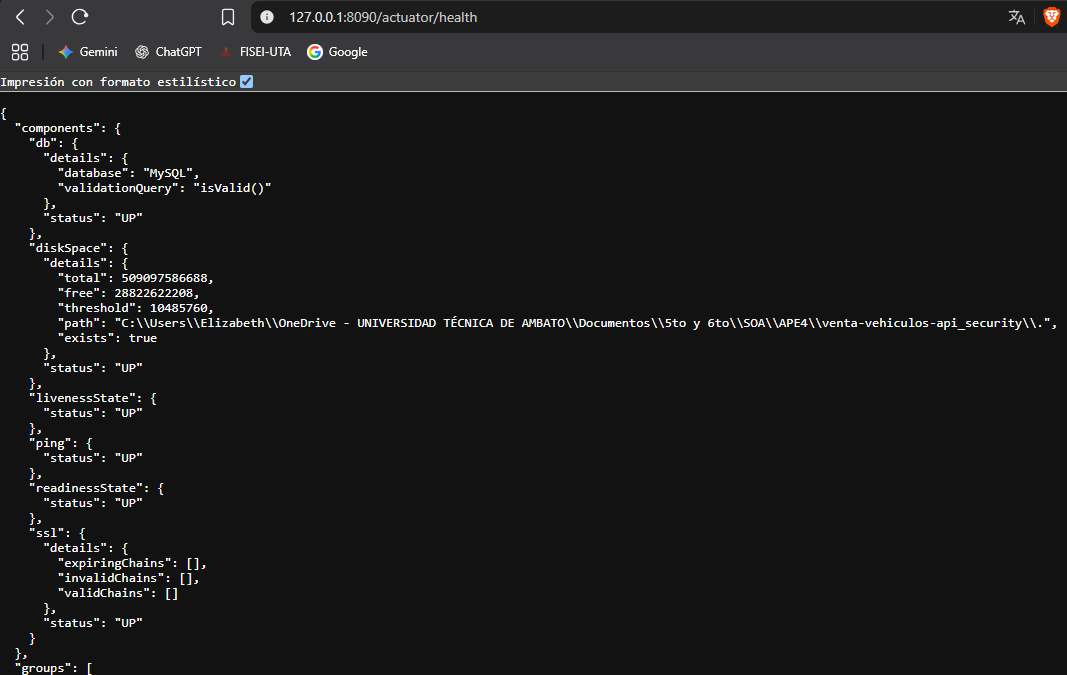 127.0.0.1:8090/actuator/health
Gemini ChatGPT FISEI-UTA Google
Impresión con formato estilístico
{
  "components": {
    "db": {
      "details": {
        "database": "MySQL",
        "validationQuery": "isValid()"
      },
      "status": "UP"
    },
    "diskSpace": {
      "details": {
        "total": 509097586688,
        "free": 28822622208,
        "threshold": 10485760,
        "path": "C:\\Users\\Elizabeth\\OneDrive - UNIVERSIDAD TÉCNICA DE AMBATO\\Documentos\\5to y 6to\\SOA\\APE4\\venta-vehiculos-api_security\\.",
        "exists": true
      },
      "status": "UP"
    },
    "livenessState": {
      "status": "UP"
    },
    "ping": {
      "status": "UP"
    },
    "readinessState": {
      "status": "UP"
    },
    "ssl": {
      "details": {
        "expiringChains": [],
        "invalidChains": [],
        "validChains": []
      },
      "status": "UP"
    }
  },
  "groups": [